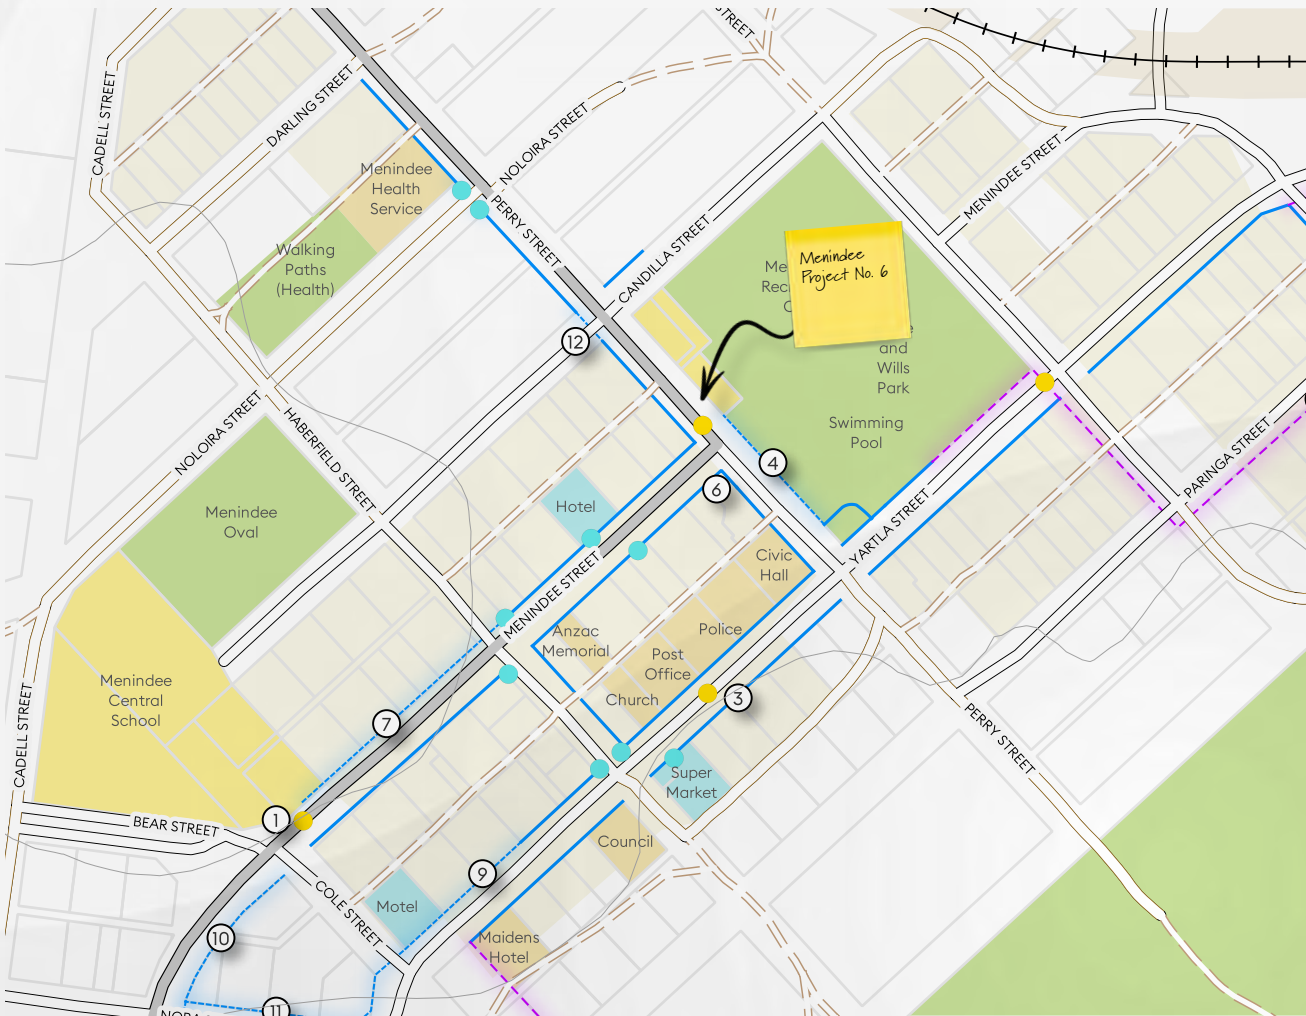 STREET
CADELL STREET
DARLING STREET
NOLOIRA STREET
Menindee
Health
Service
PERRY STREET
MENINDEE STREET
CANDILLA STREET
Walking
Paths
(Health)
Menindee
Project No. 6
Me
Rec
and
Wills
Park
Swimming
Pool
12
4
6
NOLOIRA STREET
HABERFIELD STREET
PARINGA STREET
Menindee
Oval
Hotel
YARTLA STREET
Civic
Hall
MENINDEE STREET
Anzac
Memorial
Police
Post
Office
Church
3
Menindee
Central
School
7
CADELL STREET
PERRY STREET
Super
Market
1
BEAR STREET
Council
9
COLE STREET
Motel
Maidens
Hotel
10
11